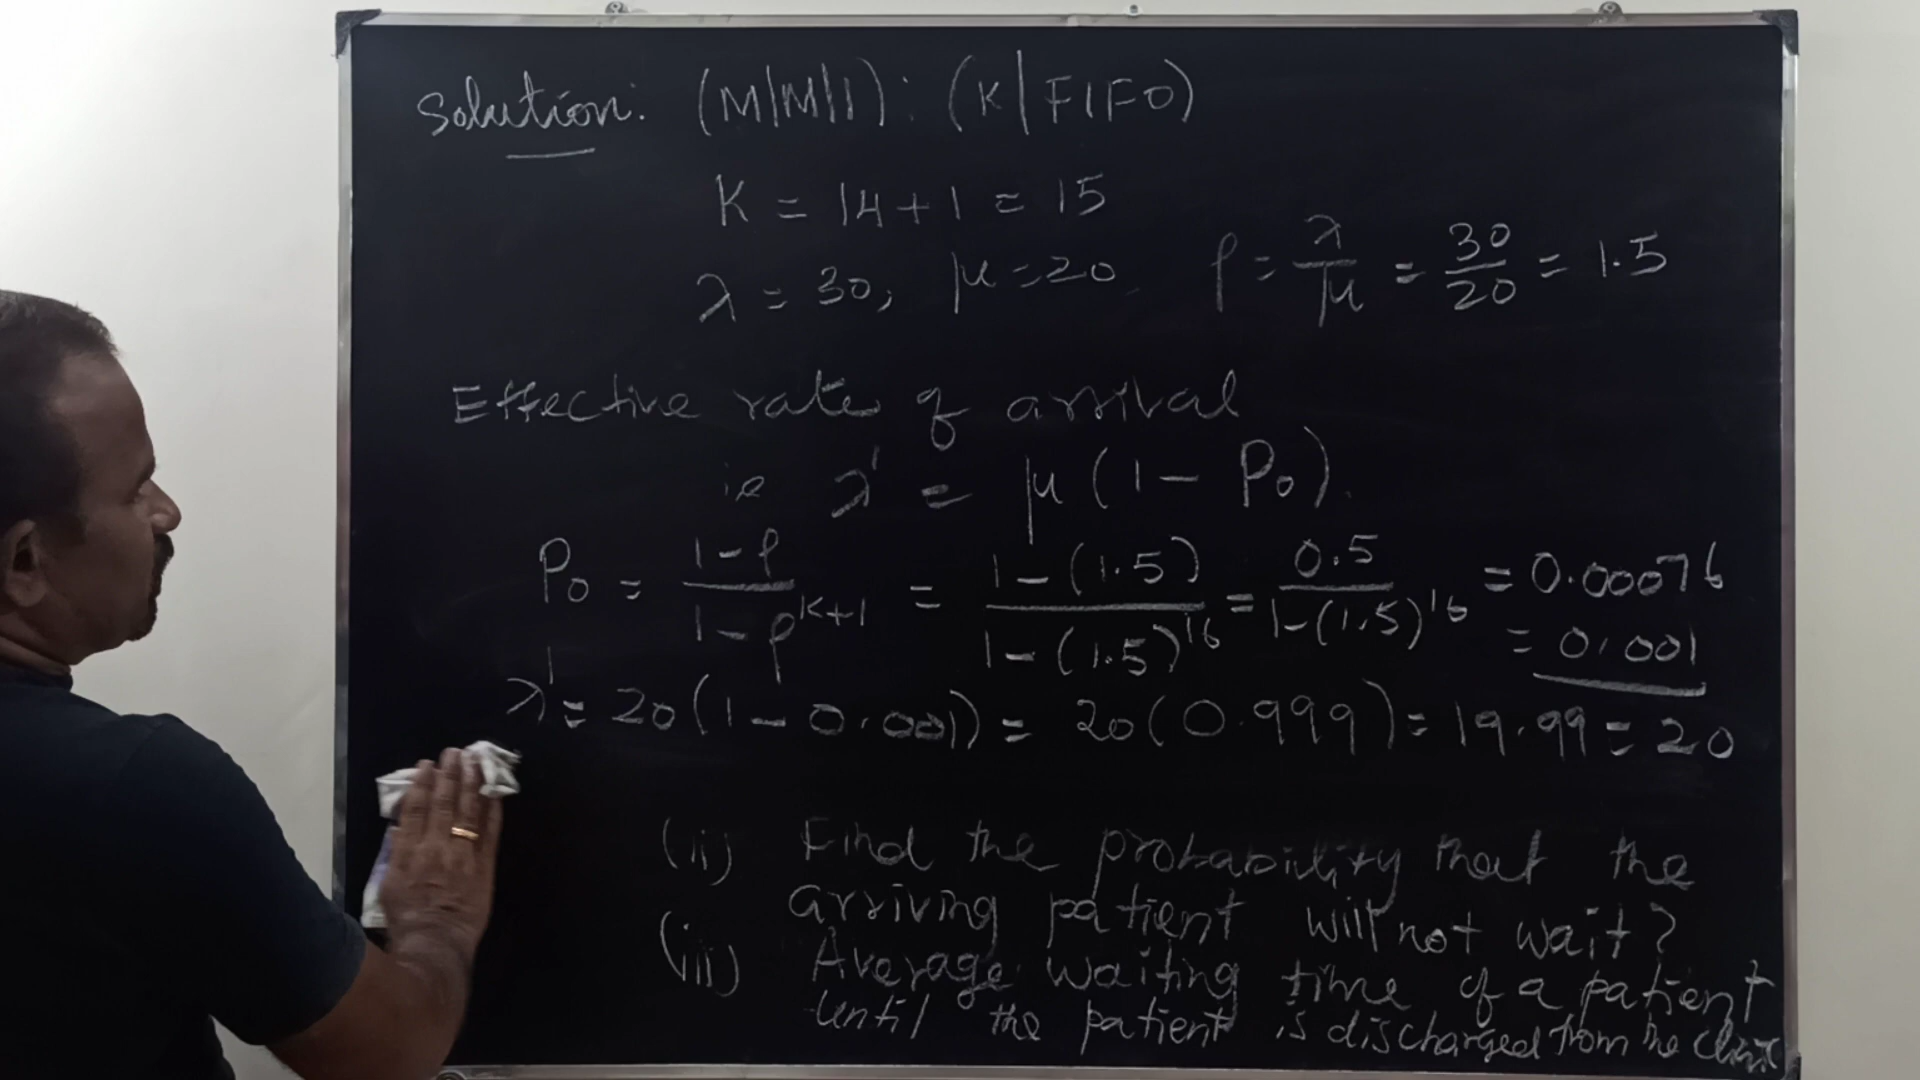 Solution: (M|M|1): (K|FIFO)
K = 14+1 = 15
λ = 30, μ=20 ρ = λ/μ = 30/20 = 1.5
Effective rate of arrival
ie λ' = μ(1 - P₀).
P₀ = (1-ρ)/(1-ρ^(K+1)) = (1-(1.5))/(1-(1.5)^16) = 0.5/(1-(1.5)^16) = 0.00076
= 0.001
λ' = 20(1-0.001) = 20(0.999) = 19.99 = 20
(ii) Find the probability that the
arriving patient will not wait?
(iii) Average waiting time of a patient
until the patient is discharged from the clinic